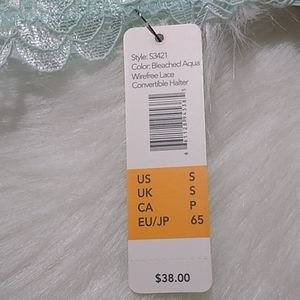 Style: S3421
Color: Bleached Aqua
Wirefree Lace
Convertible Halter
US S
UK S
CA P
EU/JP 65
$38.00